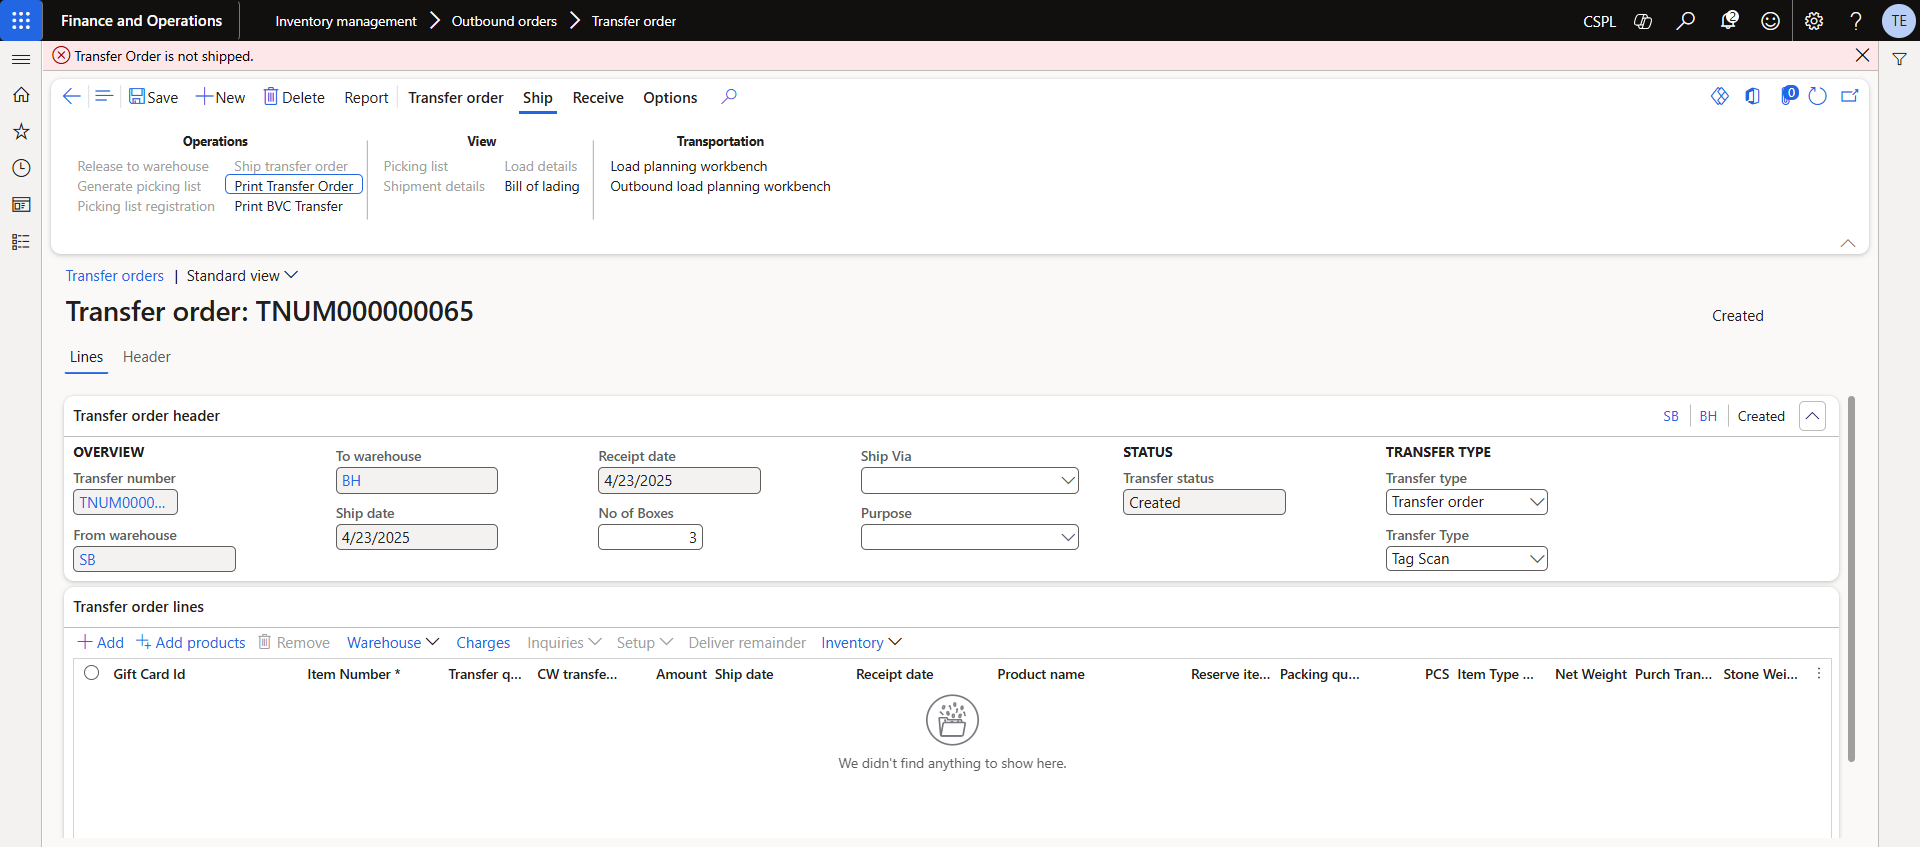 Finance and Operations
Inventory management
Outbound orders
Transfer order
CSPL
2
TE
Transfer Order is not shipped.
Save
New
Delete
Report
Transfer order
Ship
Receive
Options
0
Operations
View
Transportation
Release to warehouse
Ship transfer order
Picking list
Load details
Load planning workbench
Generate picking list
Print Transfer Order
Shipment details
Bill of lading
Outbound load planning workbench
Picking list registration
Print BVC Transfer
Transfer orders | Standard view
Transfer order: TNUM000000065
Created
Lines
Header
Transfer order header
SB
BH
Created
OVERVIEW
Transfer number
TNUM0000...
From warehouse
SB
To warehouse
BH
Ship date
4/23/2025
Receipt date
4/23/2025
No of Boxes
3
Ship Via
Purpose
STATUS
Transfer status
Created
TRANSFER TYPE
Transfer type
Transfer order
Transfer Type
Tag Scan
Transfer order lines
Add
Add products
Remove
Warehouse
Charges
Inquiries
Setup
Deliver remainder
Inventory
Gift Card Id
Item Number *
Transfer q...
CW transfe...
Amount
Ship date
Receipt date
Product name
Reserve ite...
Packing qu...
PCS
Item Type ...
Net Weight
Purch Tran...
Stone Wei...
We didn't find anything to show here.